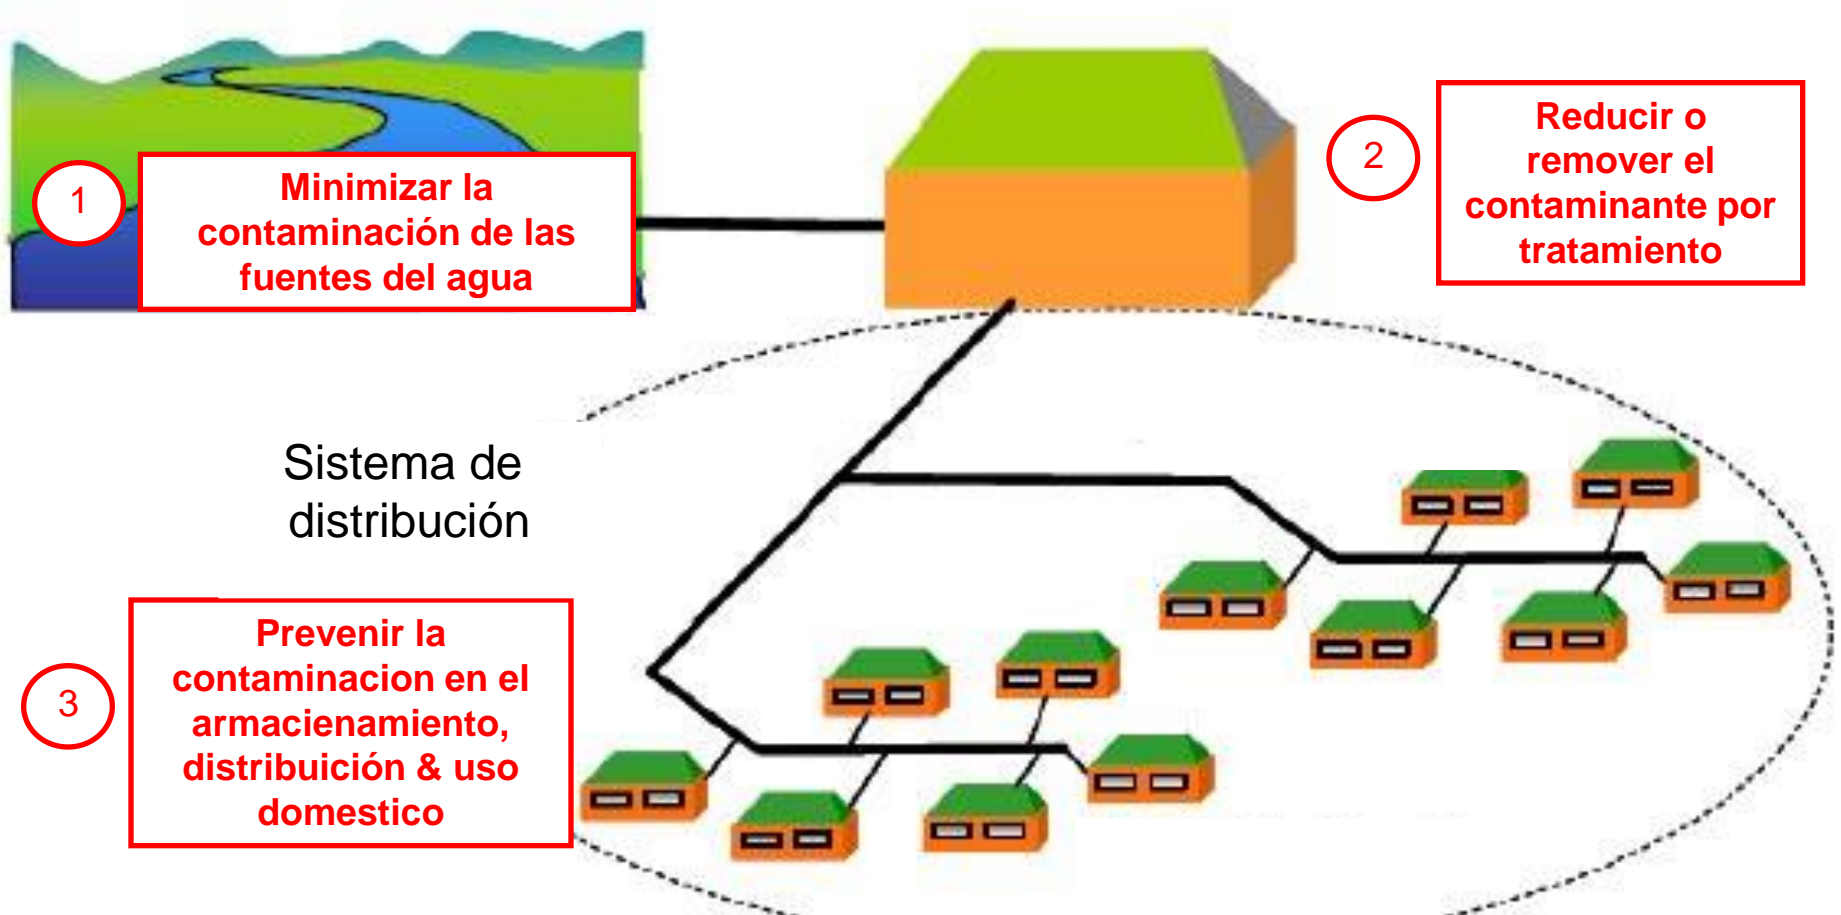 1
Minimizar la
contaminación de las
fuentes del agua
2
Reducir o
remover el
contaminante por
tratamiento
Sistema de
distribución
3
Prevenir la
contaminacion en el
armacienamiento,
distribuición & uso
domestico